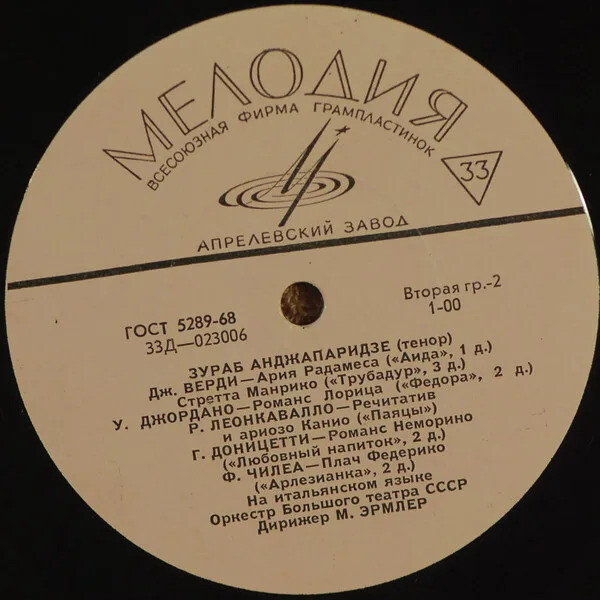 МЕЛОДИЯ
ВСЕСОЮЗНАЯ ФИРМА ГРАМПЛАСТИНОК
33
АПРЕЛЕВСКИЙ ЗАВОД
ГОСТ 5289-68
33Д—023006
Вторая гр.-2
1-00
ЗУРАБ АНДЖАПАРИДЗЕ (тенор)
Дж. ВЕРДИ—Ария Радамеса («Аида», 1 д.)
Стретта Манрико («Трубадур», 3 д.)
У. ДЖОРДАНО—Романс Лорица («Федора», 2 д.)
Р. ЛЕОНКАВАЛЛО—Речитатив
и ариозо Канио («Паяцы»)
Г. ДОНИЦЕТТИ—Романс Неморино
(«Любовный напиток», 2 д.)
Ф. ЧИЛЕА—Плач Федерико
(«Арлезианка», 2 д.)
На итальянском языке
Оркестр Большого театра СССР
Дирижер М. ЭРМЛЕР